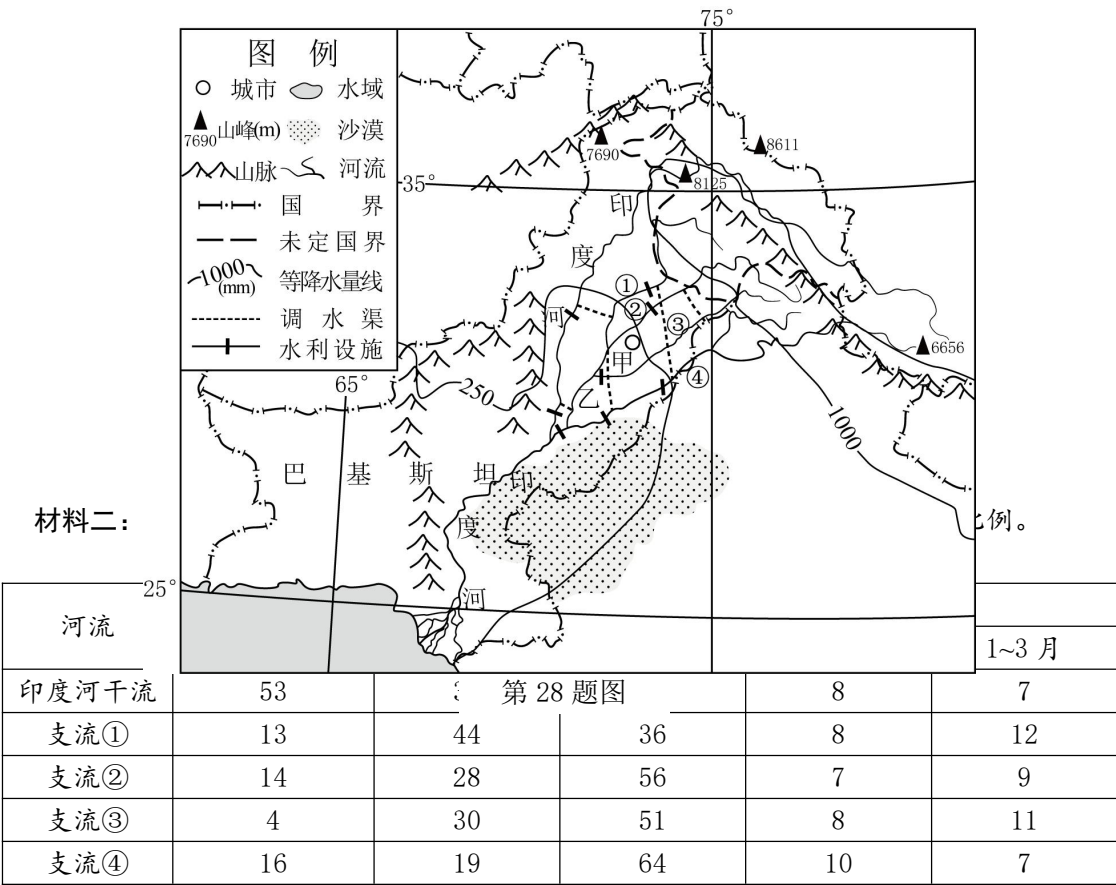 75°
图 例
城市 水域
7690 山峰(m) 沙漠
山脉 河流
国 界
未定国界
1000 (mm) 等降水量线
调水渠
水利设施
7690
8611
35°
8125
印
度
河
①
②
③
甲
④
乙
6656
65°
250
1000
巴基斯坦
印
度
河
材料二：
例。
25°
河流
1~3 月
印度河干流 53 8 7
第 28 题图
支流① 13 44 36 8 12
支流② 14 28 56 7 9
支流③ 4 30 51 8 11
支流④ 16 19 64 10 7